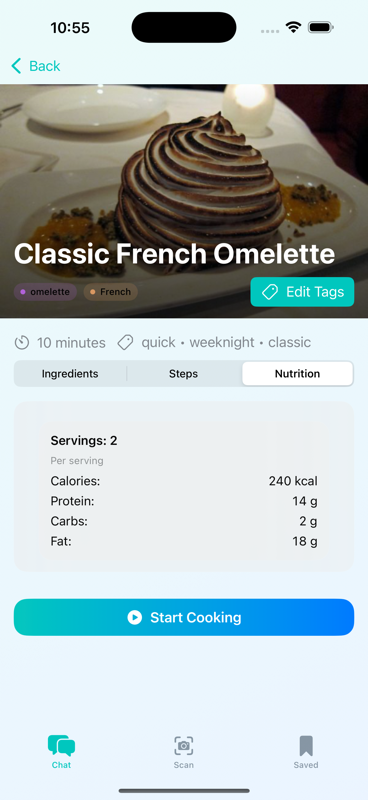 10:55
Back
Classic French Omelette
omelette French
Edit Tags
10 minutes quick • weeknight • classic
Ingredients Steps Nutrition
Servings: 2
Per serving
Calories: 240 kcal
Protein: 14 g
Carbs: 2 g
Fat: 18 g
Start Cooking
Chat Scan Saved